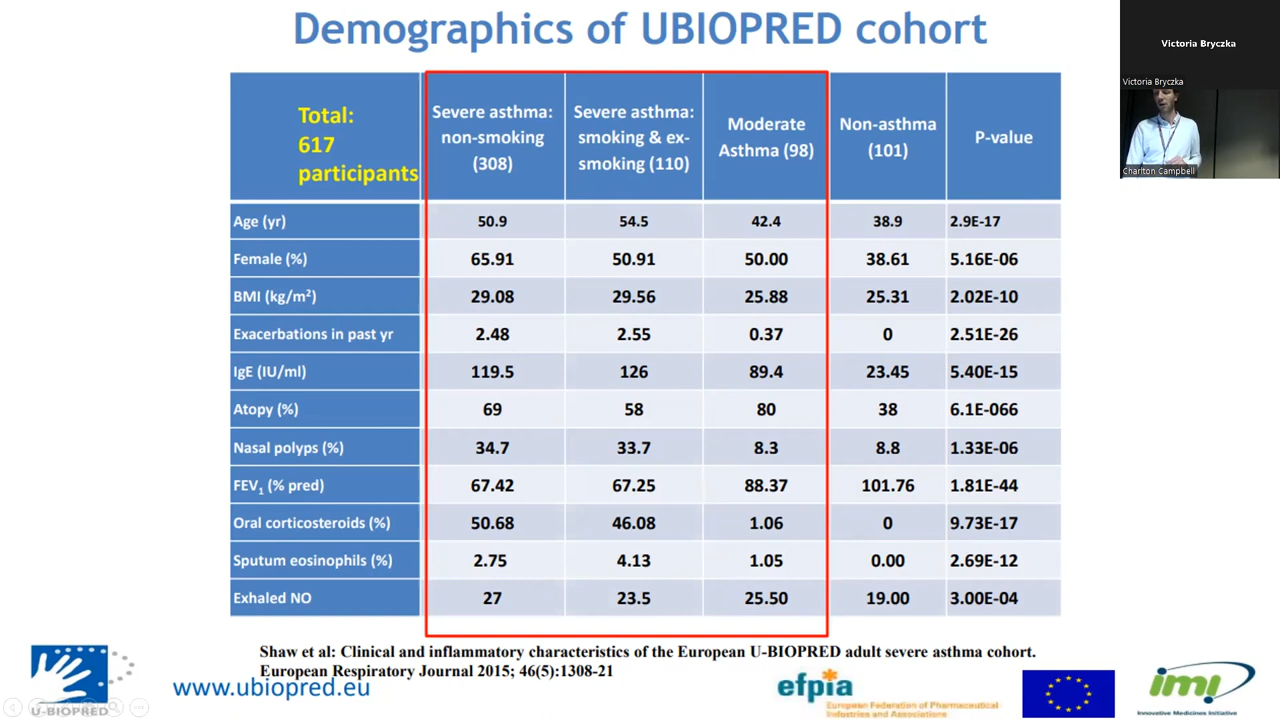 Demographics of UBIOPRED cohort
Victoria Bryczka
Victoria Bryczka
Charlton Campbell
Total:
617
participants
Severe asthma:
non-smoking
(308)
Severe asthma:
smoking & ex-
smoking (110)
Moderate
Asthma (98)
Non-asthma
(101)
P-value
Age (yr) 50.9 54.5 42.4 38.9 2.9E-17
Female (%) 65.91 50.91 50.00 38.61 5.16E-06
BMI (kg/m²) 29.08 29.56 25.88 25.31 2.02E-10
Exacerbations in past yr 2.48 2.55 0.37 0 2.51E-26
IgE (IU/ml) 119.5 126 89.4 23.45 5.40E-15
Atopy (%) 69 58 80 38 6.1E-066
Nasal polyps (%) 34.7 33.7 8.3 8.8 1.33E-06
FEV₁ (% pred) 67.42 67.25 88.37 101.76 1.81E-44
Oral corticosteroids (%) 50.68 46.08 1.06 0 9.73E-17
Sputum eosinophils (%) 2.75 4.13 1.05 0.00 2.69E-12
Exhaled NO 27 23.5 25.50 19.00 3.00E-04
Shaw et al: Clinical and inflammatory characteristics of the European U-BIOPRED adult severe asthma cohort.
European Respiratory Journal 2015; 46(5):1308-21
U-BIOPRED
www.ubiopred.eu
efpia
European Federation of Pharmaceutical
Industries and Associations
imi
Innovative Medicines Initiative